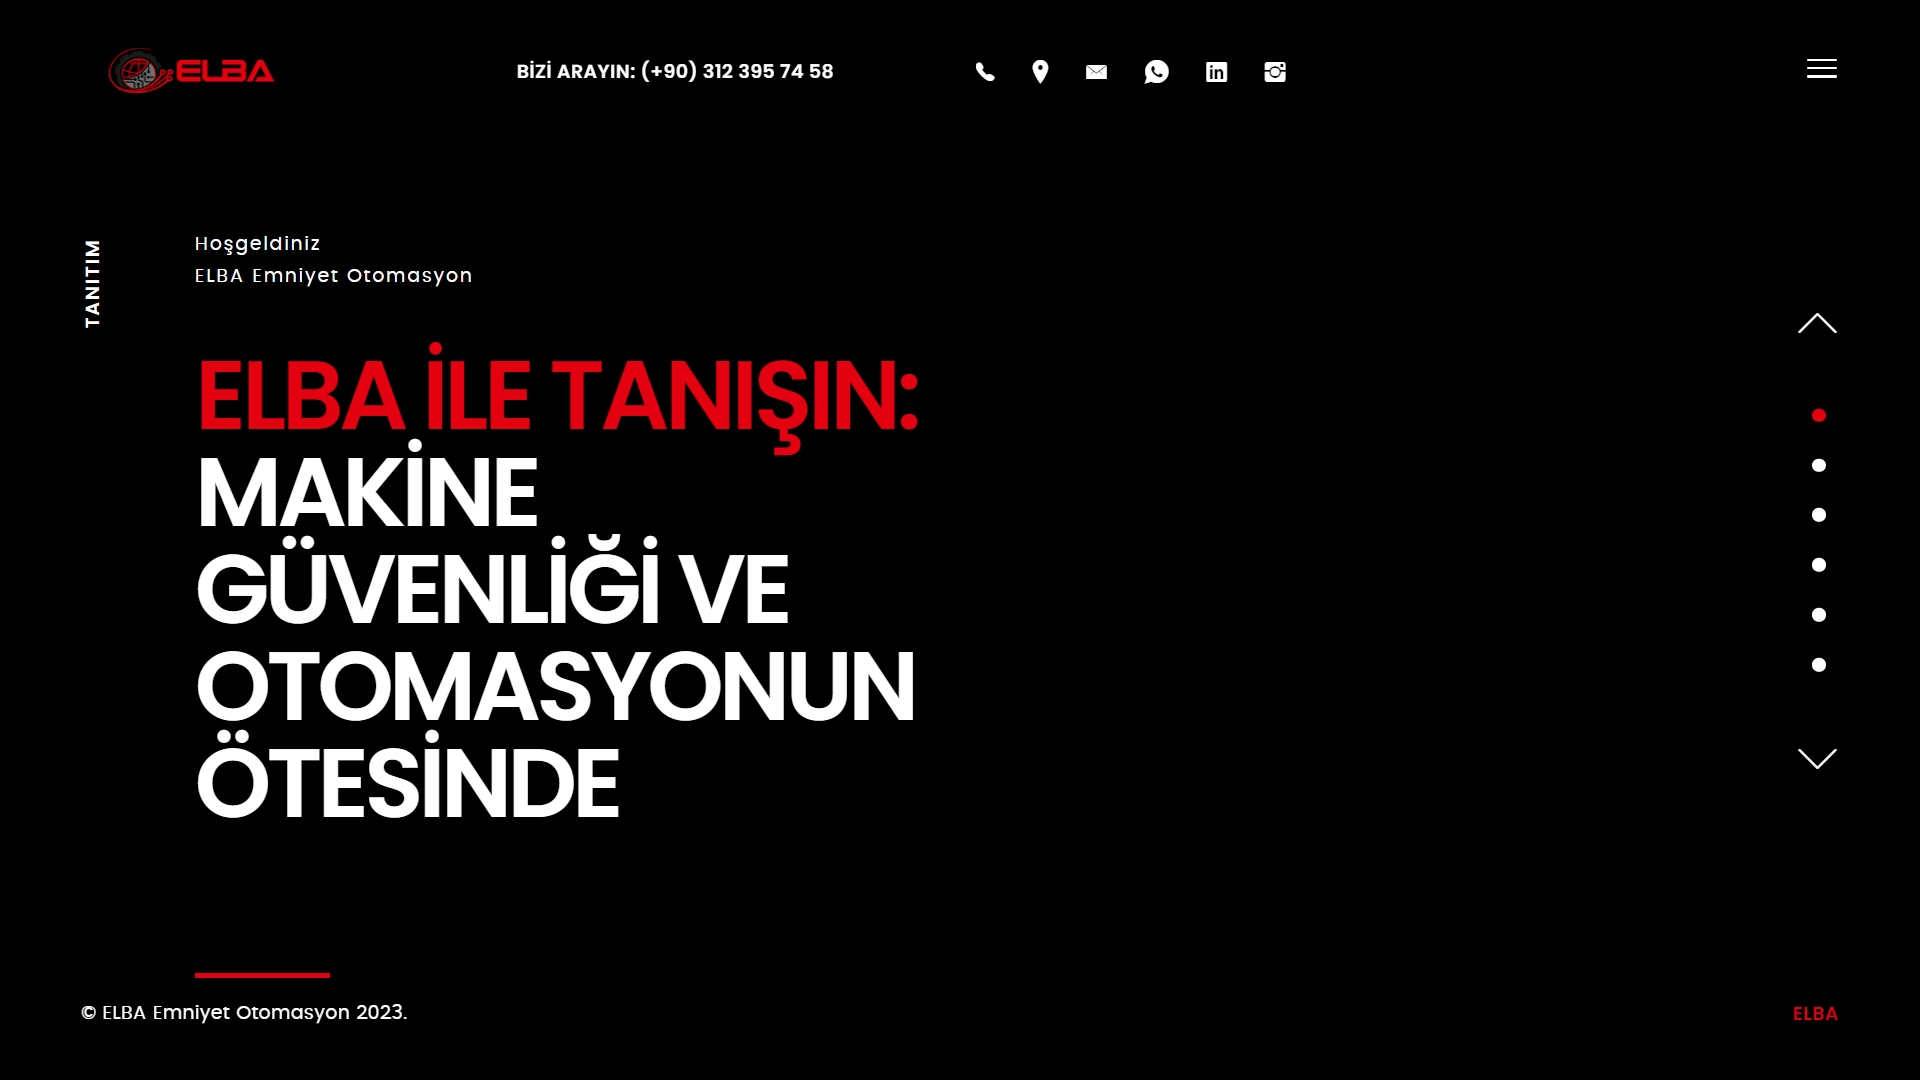 ELBA
BİZİ ARAYIN: (+90) 312 395 74 58
TANITIM
Hoşgeldiniz
ELBA Emniyet Otomasyon
ELBA İLE TANIŞIN:
MAKİNE
GÜVENLİĞİ VE
OTOMASYONUN
ÖTESİNDE
© ELBA Emniyet Otomasyon 2023.
ELBA